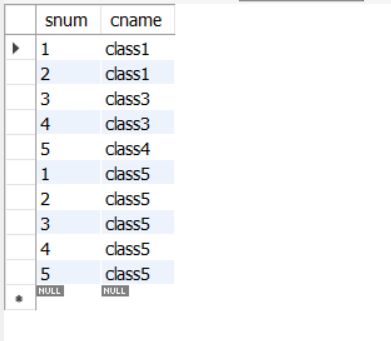 snum cname
1 class1
2 class1
3 class3
4 class3
5 class4
1 class5
2 class5
3 class5
4 class5
5 class5
NULL NULL